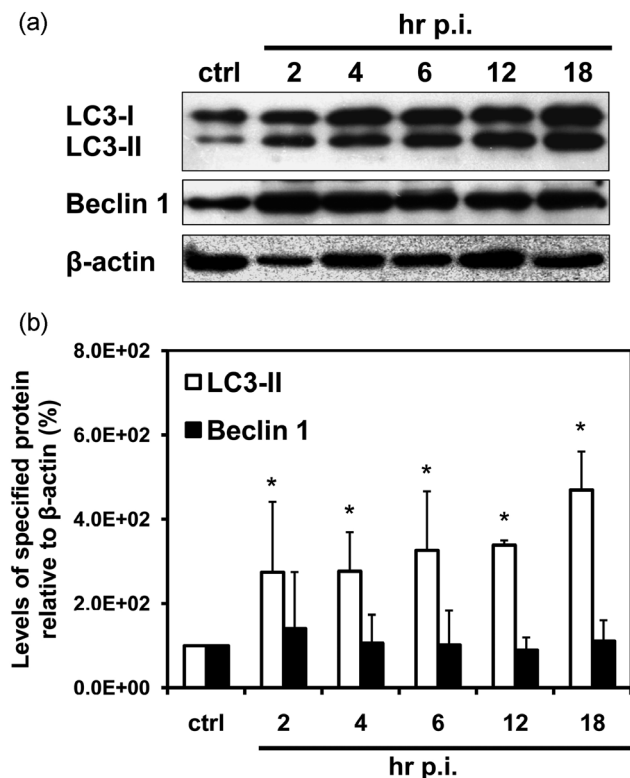 (a)
hr p.i.
ctrl 2 4 6 12 18
LC3-I
LC3-II
Beclin 1
β-actin
(b)
Levels of specified protein
relative to β-actin (%)
8.0E+02
6.0E+02
4.0E+02
2.0E+02
0.0E+00
LC3-II
Beclin 1
* * * * *
ctrl 2 4 6 12 18
hr p.i.